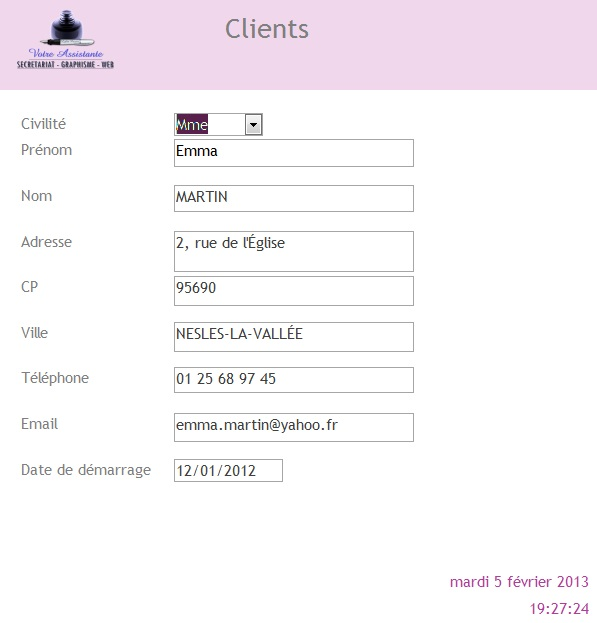 Clients
Votre Assistante
SECRETARIAT - GRAPHISME - WEB
Civilité Mme
Prénom Emma
Nom MARTIN
Adresse 2, rue de l'Église
CP 95690
Ville NESLES-LA-VALLÉE
Téléphone 01 25 68 97 45
Email emma.martin@yahoo.fr
Date de démarrage 12/01/2012
mardi 5 février 2013
19:27:24